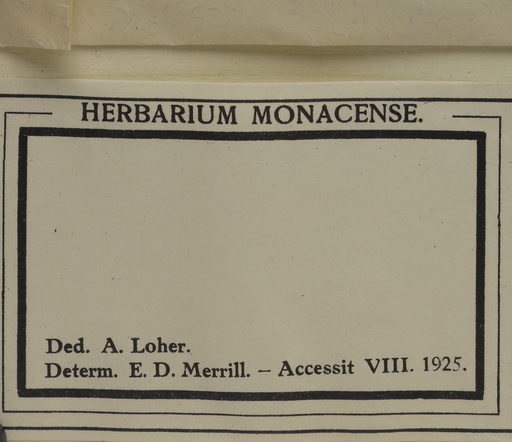 HERBARIUM MONACENSE.
Ded. A. Loher.
Determ. E. D. Merrill. – Accessit VIII. 1925.